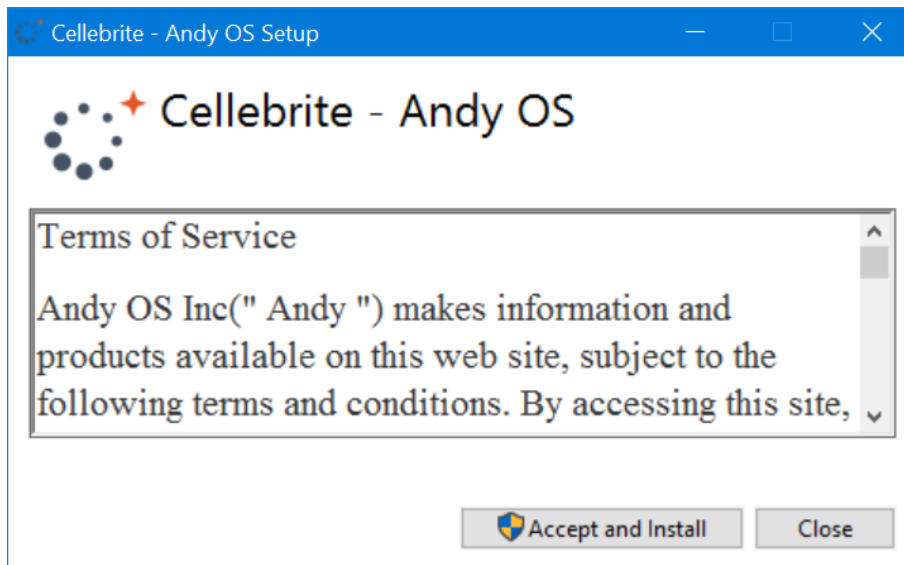 Cellebrite - Andy OS Setup
Cellebrite - Andy OS
Terms of Service
Andy OS Inc(" Andy ") makes information and
products available on this web site, subject to the
following terms and conditions. By accessing this site,
Accept and Install
Close